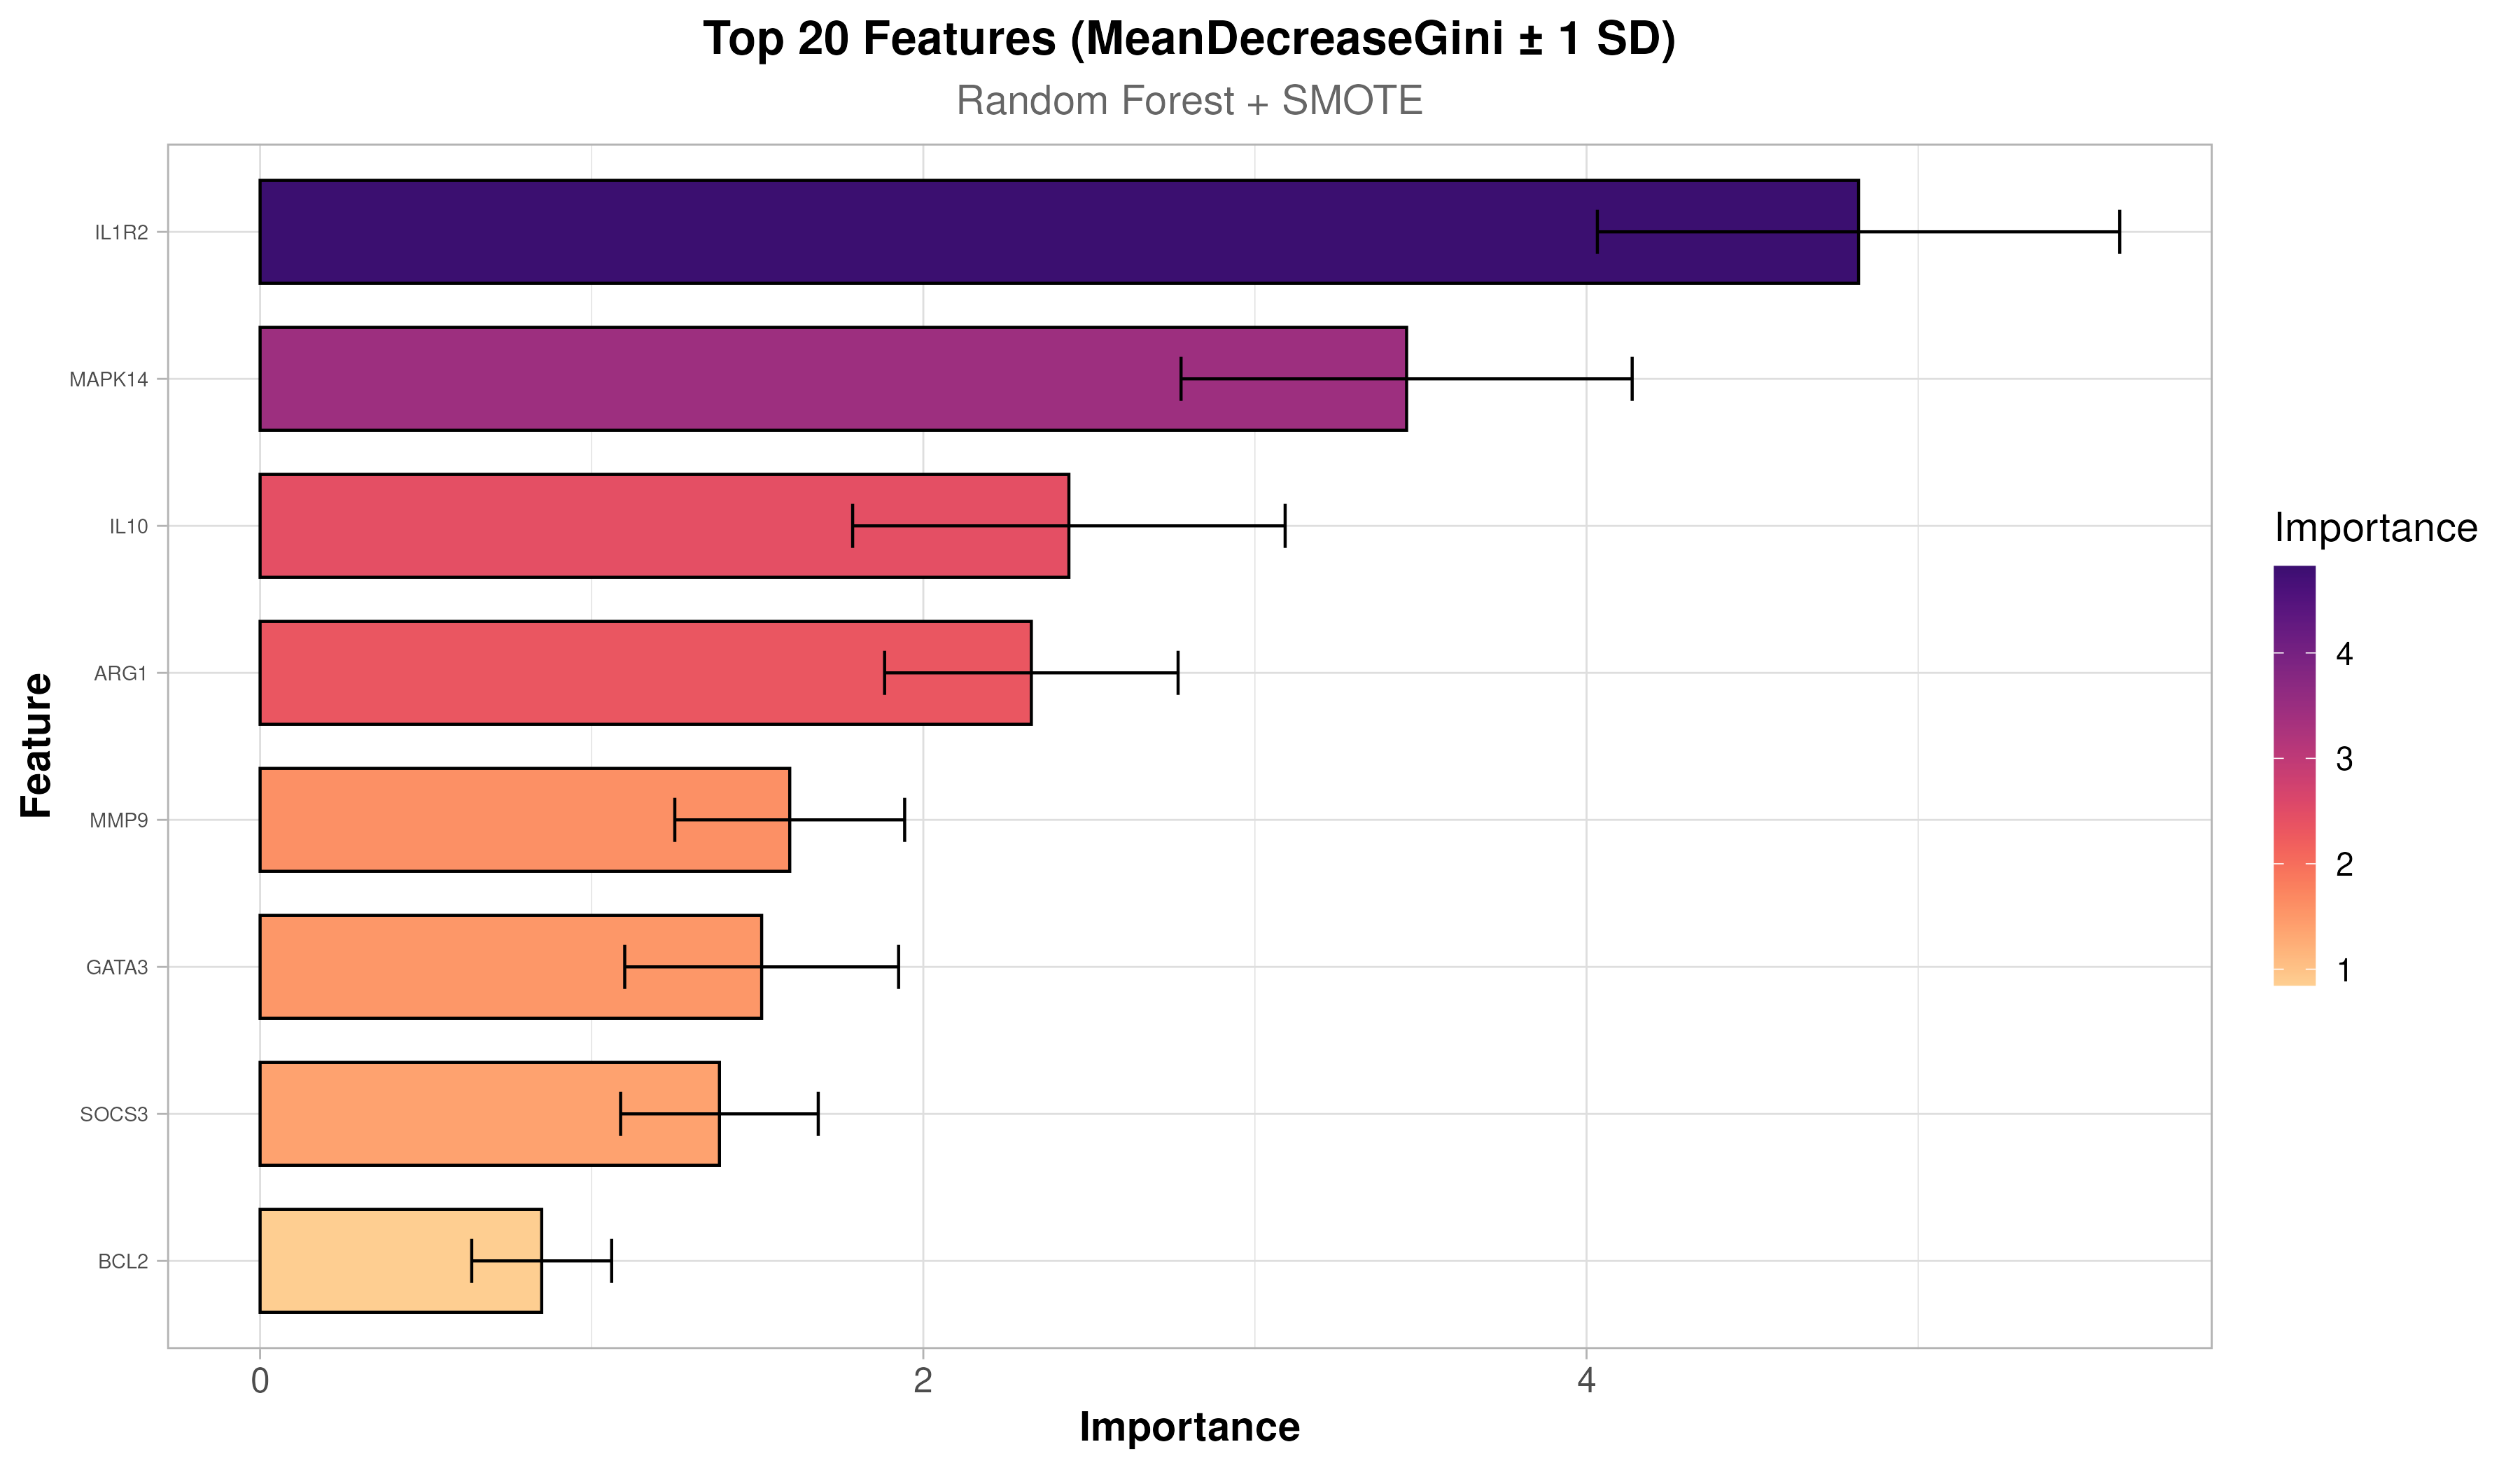 Top 20 Features (MeanDecreaseGini ± 1 SD)
Random Forest + SMOTE
Feature
IL1R2
MAPK14
IL10
ARG1
MMP9
GATA3
SOCS3
BCL2
0 2 4
Importance
Importance
4
3
2
1